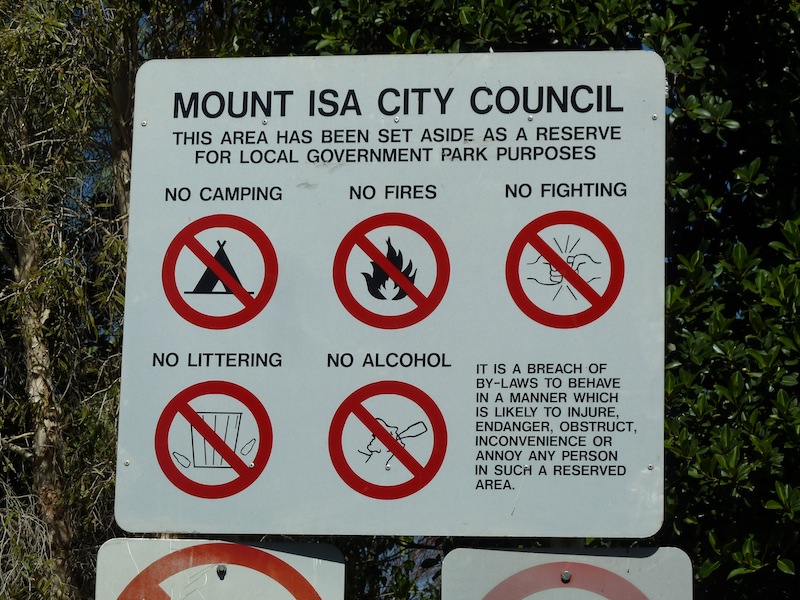 MOUNT ISA CITY COUNCIL
THIS AREA HAS BEEN SET ASIDE AS A RESERVE
FOR LOCAL GOVERNMENT PARK PURPOSES
NO CAMPING
NO FIRES
NO FIGHTING
NO LITTERING
NO ALCOHOL
IT IS A BREACH OF
BY-LAWS TO BEHAVE
IN A MANNER WHICH
IS LIKELY TO INJURE,
ENDANGER, OBSTRUCT,
INCONVENIENCE OR
ANNOY ANY PERSON
IN SUCH A RESERVED
AREA.